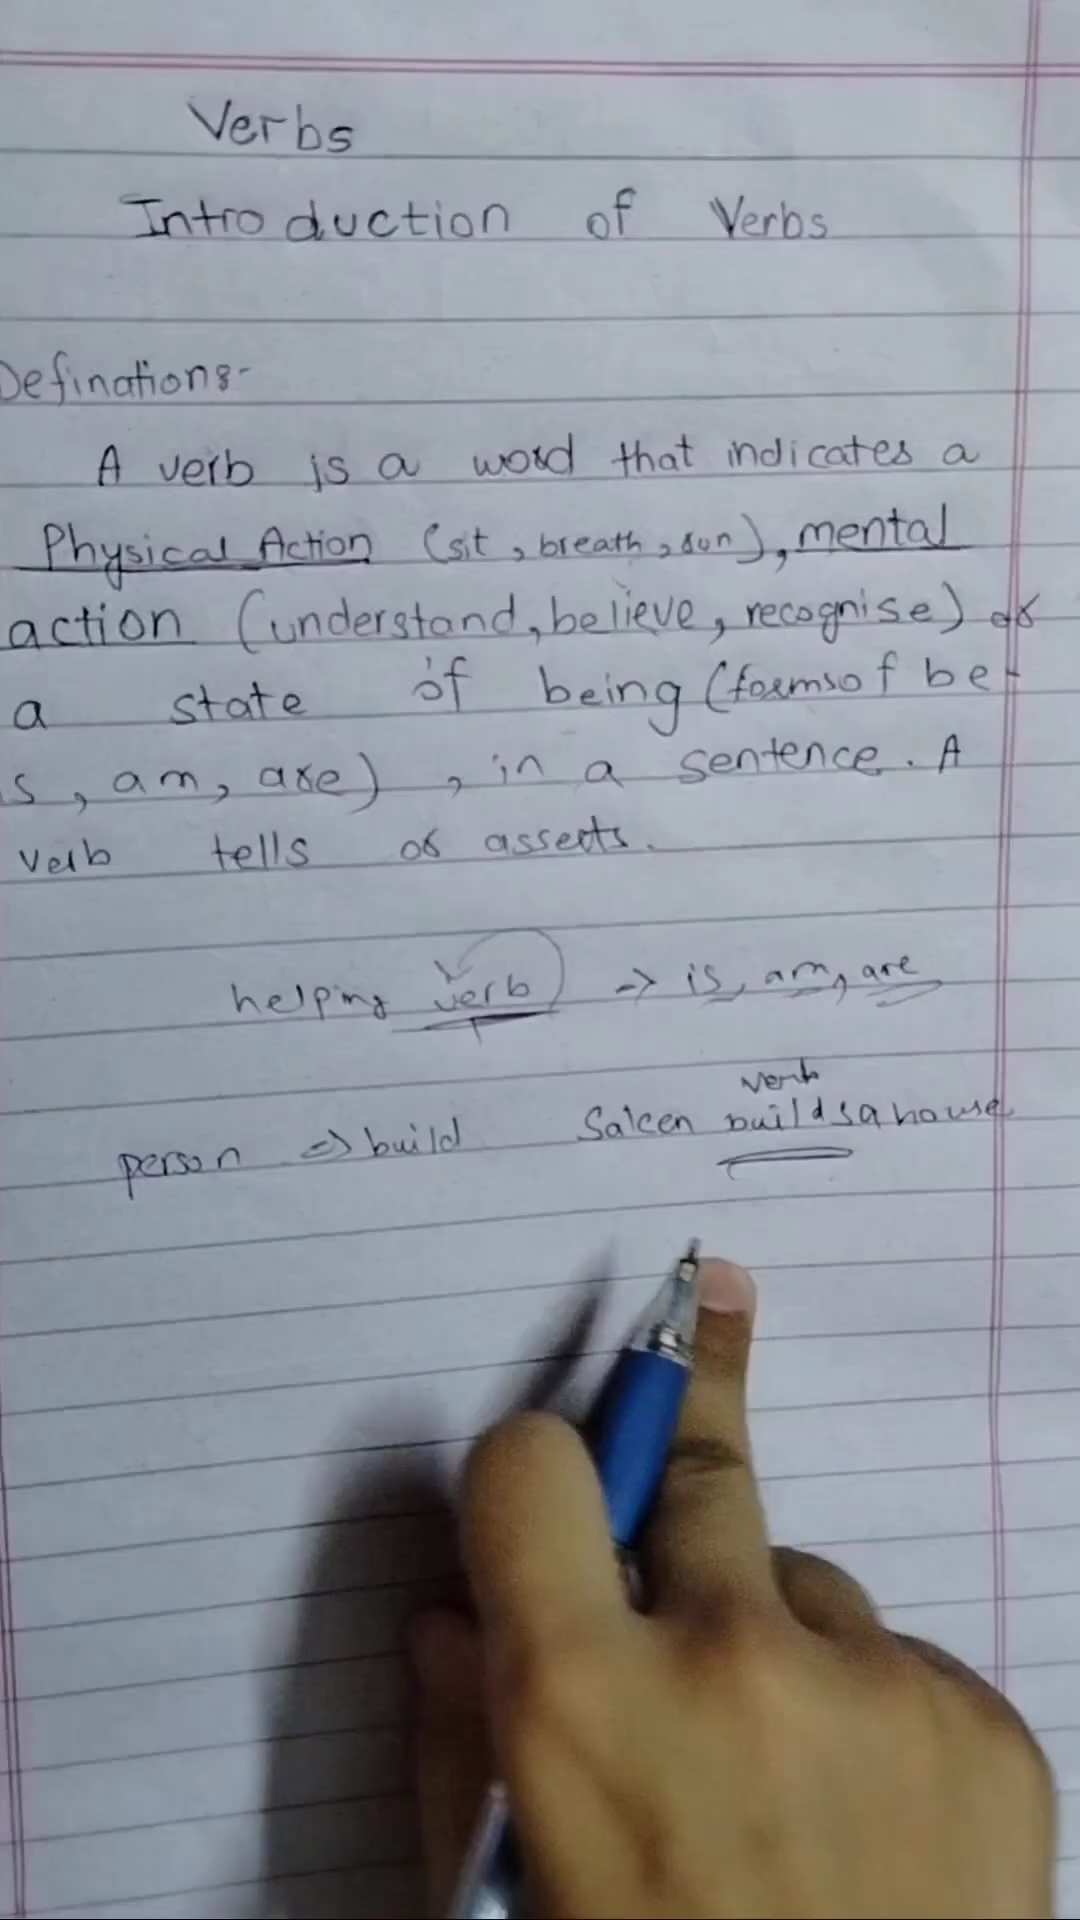 Verbs
Introduction of Verbs
Defination:-
A verb is a word that indicates a
Physical Action (sit, breath, run), mental
action (understand, believe, recognise) or
a state of being (forms of be-
is, am, are), in a sentence. A
verb tells or asserts.
helping verb -> is, am, are
verb
person => build Saleen builds a house